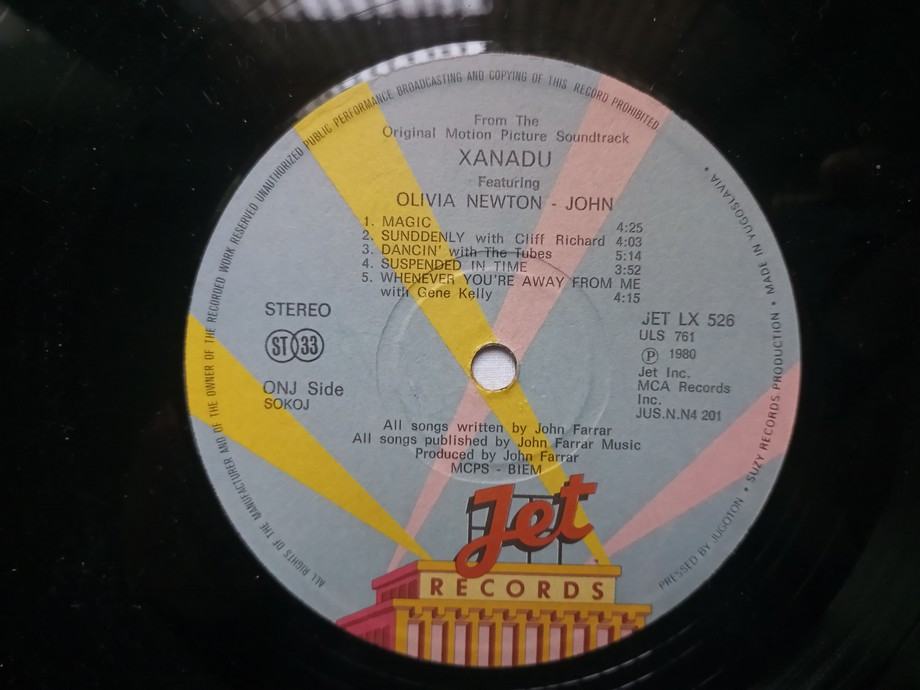 ALL RIGHTS OF THE MANUFACTURER AND OF THE OWNER OF THE RECORDED WORK RESERVED UNAUTHORIZED PUBLIC PERFORMANCE BROADCASTING AND COPYING OF THIS RECORD PROHIBITED
From The
Original Motion Picture Soundtrack
XANADU
Featuring
OLIVIA NEWTON - JOHN
1. MAGIC 4:25
2. SUNDDENLY with Cliff Richard 4:03
3. DANCIN' with The Tubes 5:14
4. SUSPENDED IN TIME 3:52
5. WHENEVER YOU'RE AWAY FROM ME
with Gene Kelly 4:15
STEREO
ST 33
ONJ Side
SOKOJ
JET LX 526
ULS 761
Ⓟ 1980
Jet Inc.
MCA Records
Inc.
JUS.N.N4 201
All songs written by John Farrar
All songs published by John Farrar Music
Produced by John Farrar
MCPS - BIEM
Jet
RECORDS
PRESSED BY JUGOTON • SUZY RECORDS PRODUCTION • MADE IN YUGOSLAVIA •